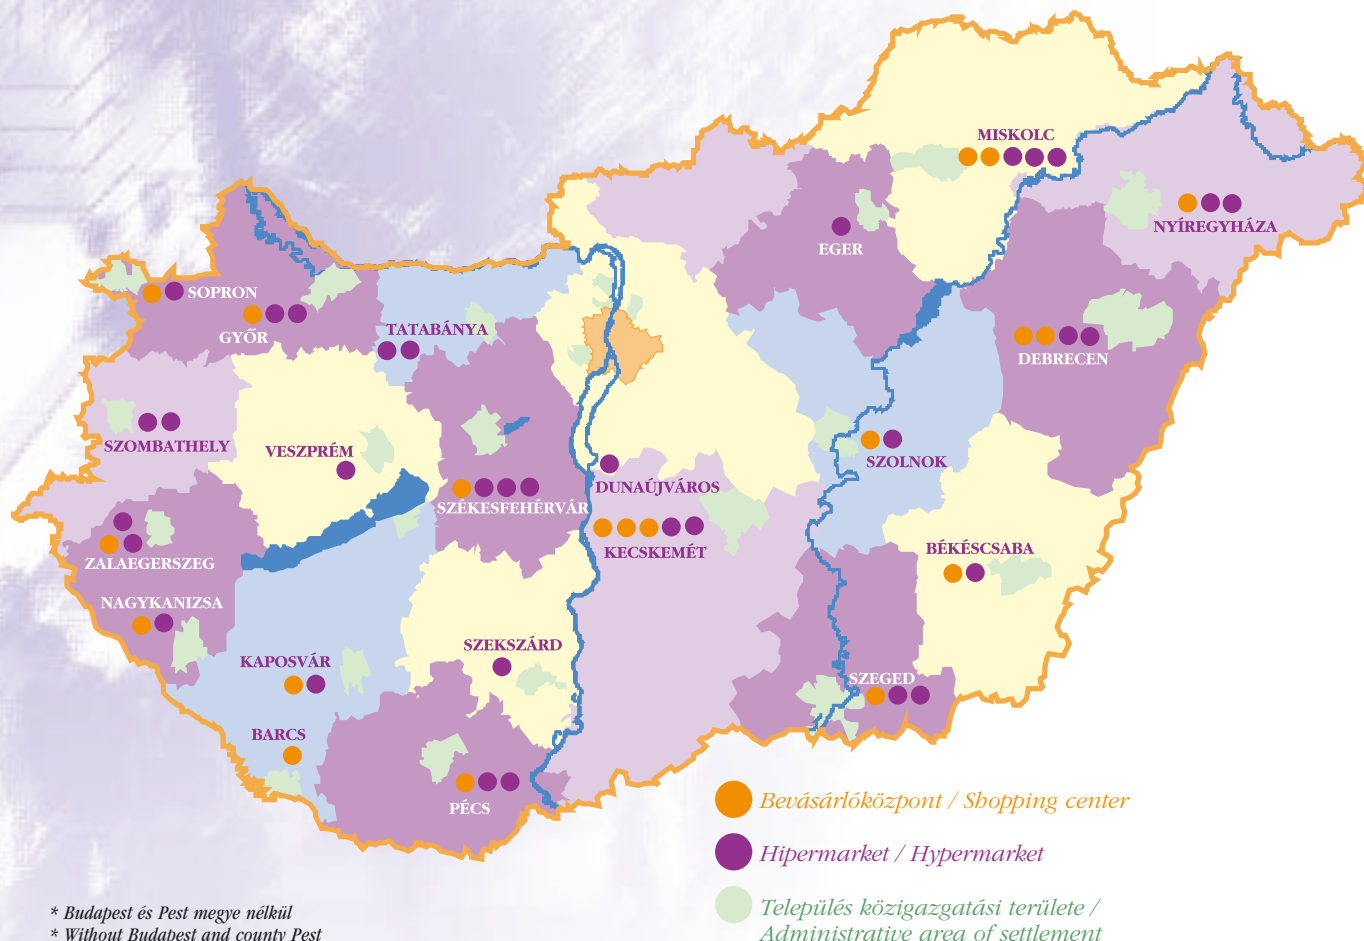 MISKOLC
NYÍREGYHÁZA
EGER
SOPRON
GYŐR
TATABÁNYA
DEBRECEN
SZOMBATHELY
VESZPRÉM
SZOLNOK
DUNAÚJVÁROS
SZÉKESFEHÉRVÁR
KECSKEMÉT
BÉKÉSCSABA
ZALAEGERSZEG
NAGYKANIZSA
SZEKSZÁRD
KAPOSVÁR
SZEGED
BARCS
PÉCS
Bevásárlóközpont / Shopping center
Hipermarket / Hypermarket
Település közigazgatási területe /
Administrative area of settlement
* Budapest és Pest megye nélkül
* Without Budapest and county Pest